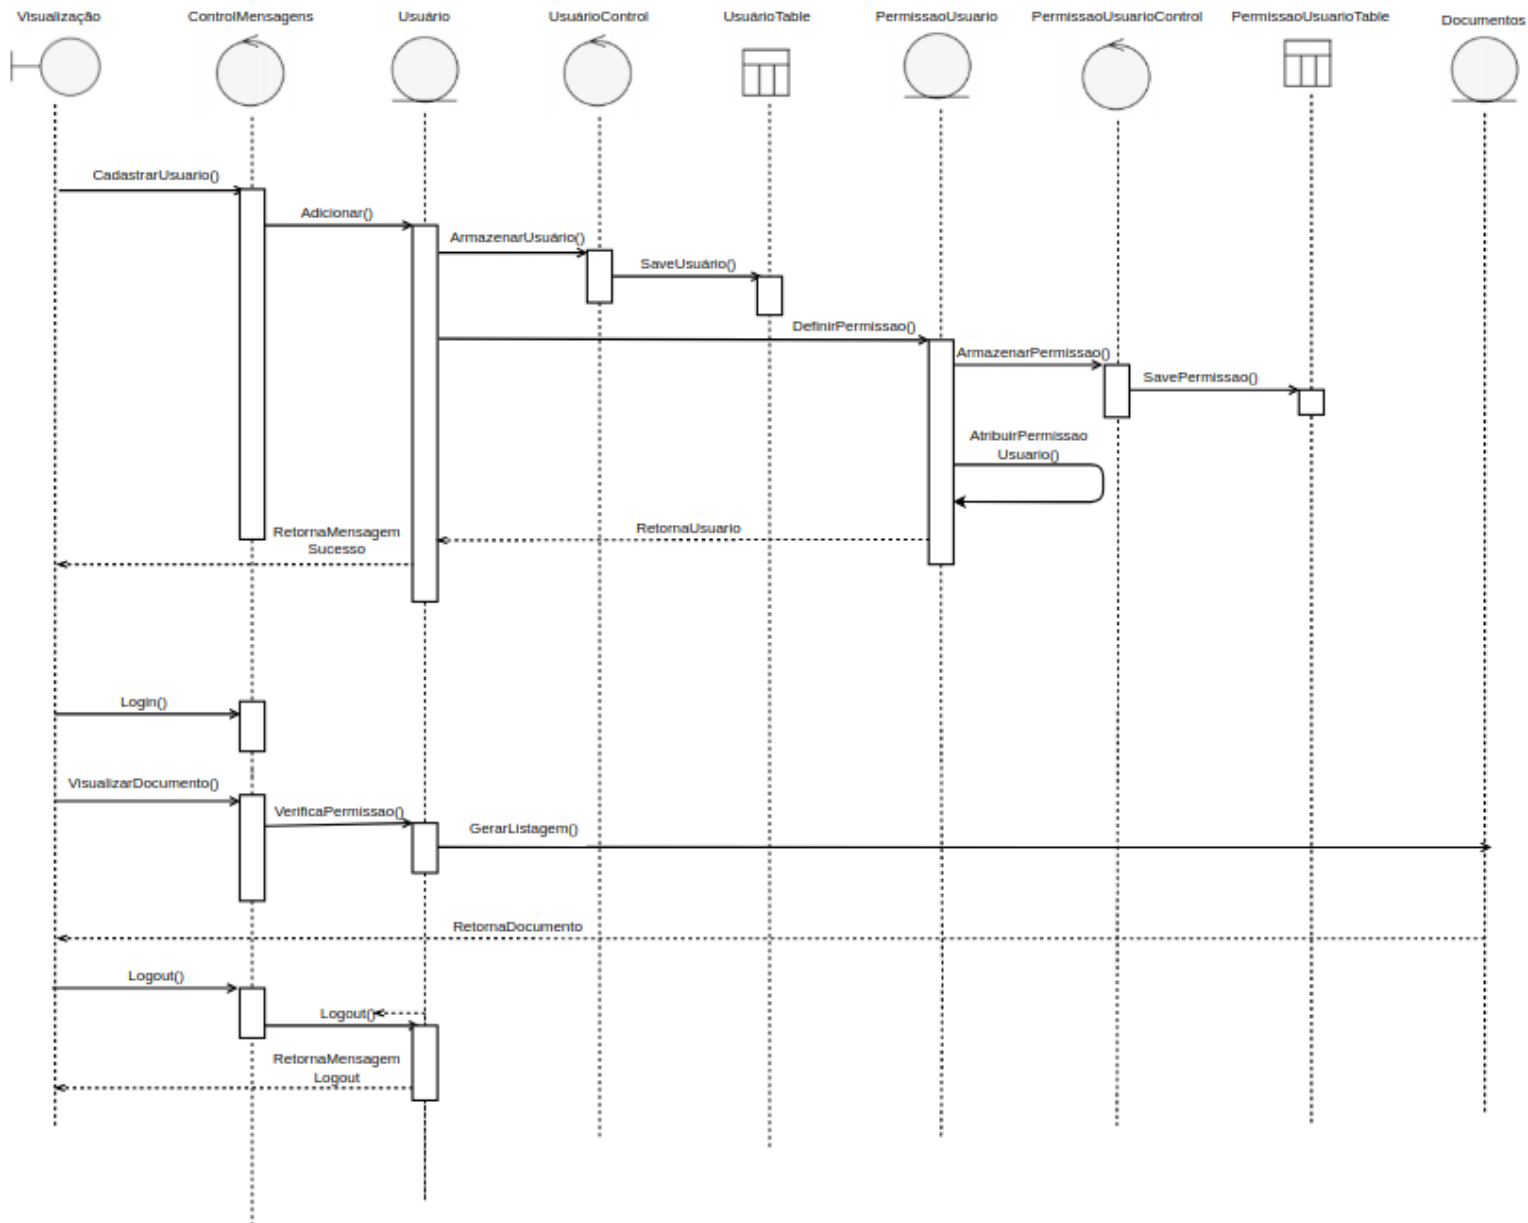 Visualização
ControlMensagens
Usuário
UsuárioControl
UsuárioTable
PermissaoUsuario
PermissaoUsuarioControl
PermissaoUsuarioTable
Documentos
CadastrarUsuario()
Adicionar()
ArmazenarUsuário()
SaveUsuário()
DefinirPermissao()
ArmazenarPermissao()
SavePermissao()
AtribuirPermissao
Usuario()
RetornaUsuario
RetornaMensagem
Sucesso
Login()
VisualizarDocumento()
VerificaPermissao()
GerarListagem()
RetornaDocumento
Logout()
Logout()
RetornaMensagem
Logout